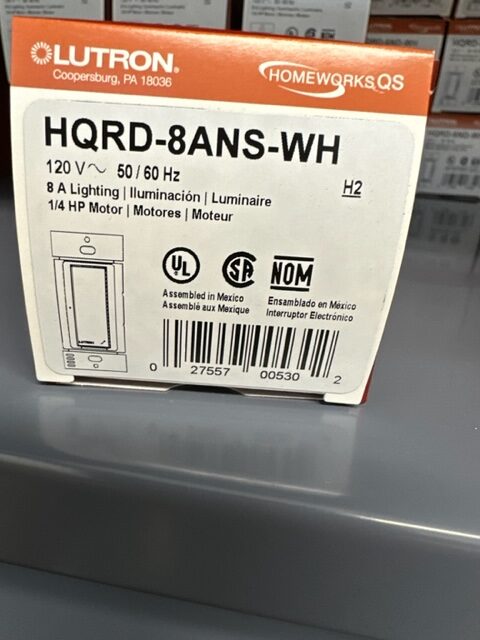 LUTRON®
Coopersburg, PA 18036
HOMEWORKS QS
HQRD-8ANS-WH
120 V~ 50 / 60 Hz
8 A Lighting | Iluminación | Luminaire
1/4 HP Motor | Motores | Moteur
H2
LUTRON
UL
SA
NOM
Assembled in Mexico
Assemblé aux Mexique
Ensamblado en México
Interruptor Electrónico
0 27557 00530 2